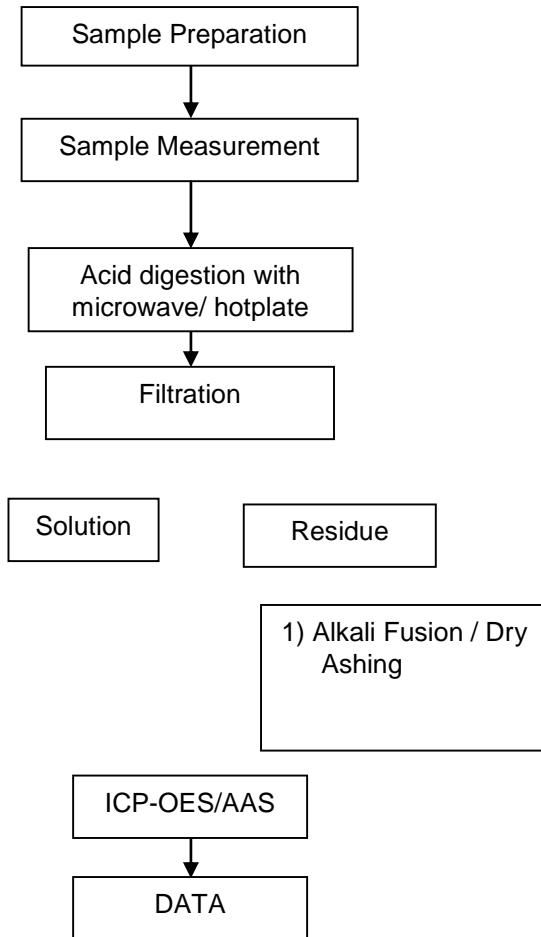 Sample Preparation
Sample Measurement
Acid digestion with
microwave/ hotplate
Filtration
Solution
Residue
1) Alkali Fusion / Dry
Ashing
ICP-OES/AAS
DATA